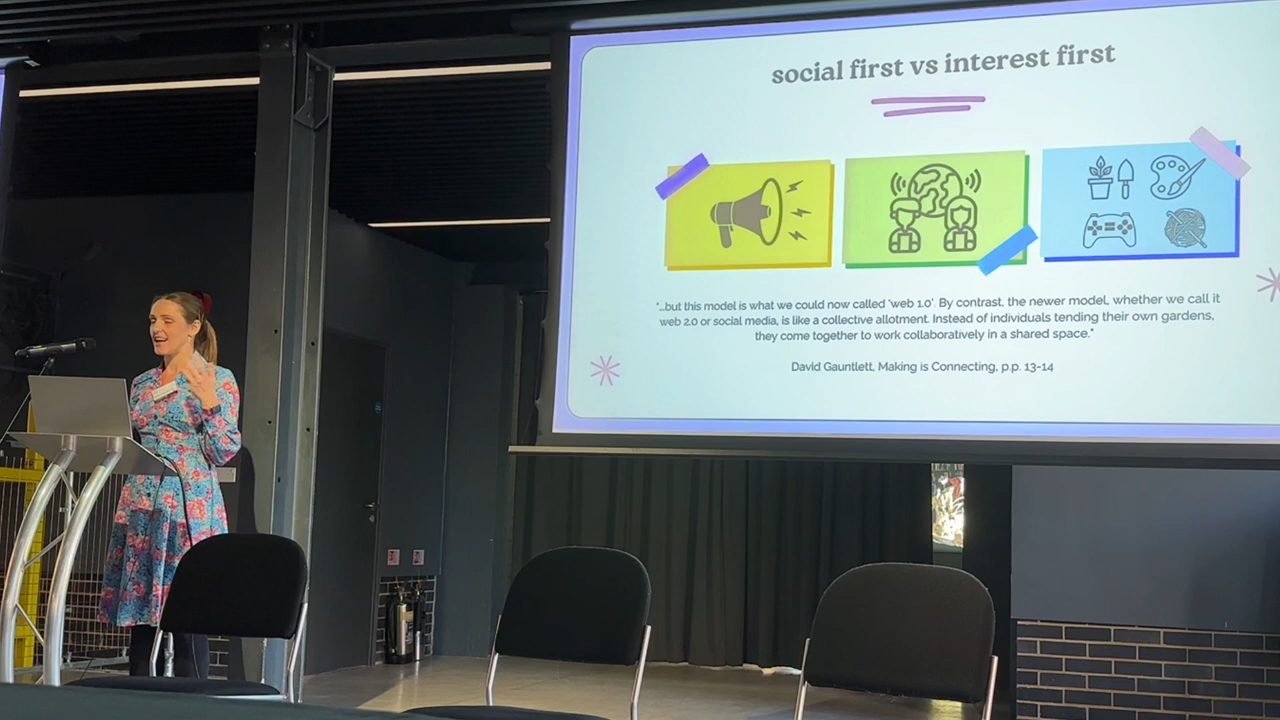 social first vs interest first
"...but this model is what we could now called 'web 1.0'. By contrast, the newer model, whether we call it
web 2.0 or social media, is like a collective allotment. Instead of individuals tending their own gardens,
they come together to work collaboratively in a shared space."
David Gauntlett, Making is Connecting, p.p. 13-14